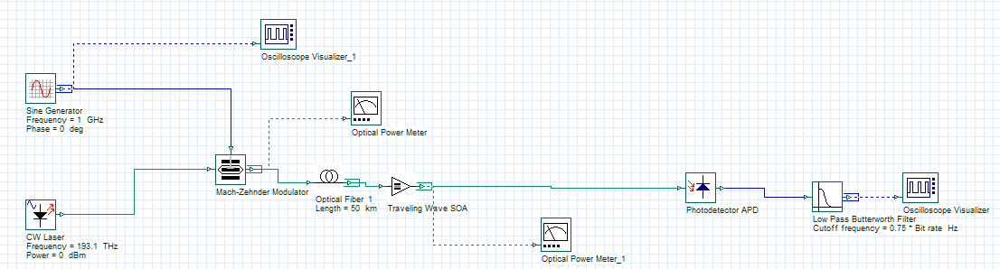 Oscilloscope Visualizer_1
Sine Generator
Frequency = 1 GHz
Phase = 0 deg
Optical Power Meter
Mach-Zehnder Modulator
Optical Fiber_1
Length = 50 km
Traveling Wave SOA
CW Laser
Frequency = 193.1 THz
Power = 0 dBm
Optical Power Meter_1
Photodetector APD
Low Pass Butterworth Filter
Cutoff frequency = 0.75 * Bit rate Hz
Oscilloscope Visualizer